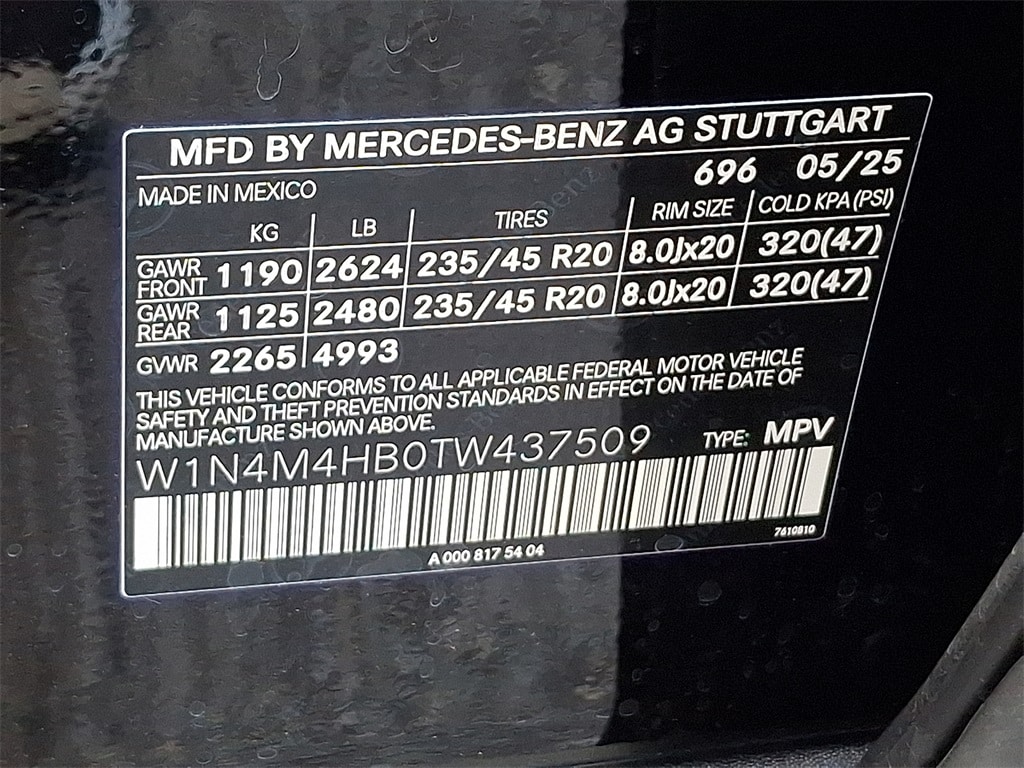 MFD BY MERCEDES-BENZ AG STUTTGART
MADE IN MEXICO 696 05/25
KG LB TIRES RIM SIZE COLD KPA (PSI)
GAWR FRONT 1190 2624 235/45 R20 8.0Jx20 320(47)
GAWR REAR 1125 2480 235/45 R20 8.0Jx20 320(47)
GVWR 2265 4993
THIS VEHICLE CONFORMS TO ALL APPLICABLE FEDERAL MOTOR VEHICLE
SAFETY AND THEFT PREVENTION STANDARDS IN EFFECT ON THE DATE OF
MANUFACTURE SHOWN ABOVE.
W1N4M4HB0TW437509 TYPE: MPV
A 000 817 54 04 7610810